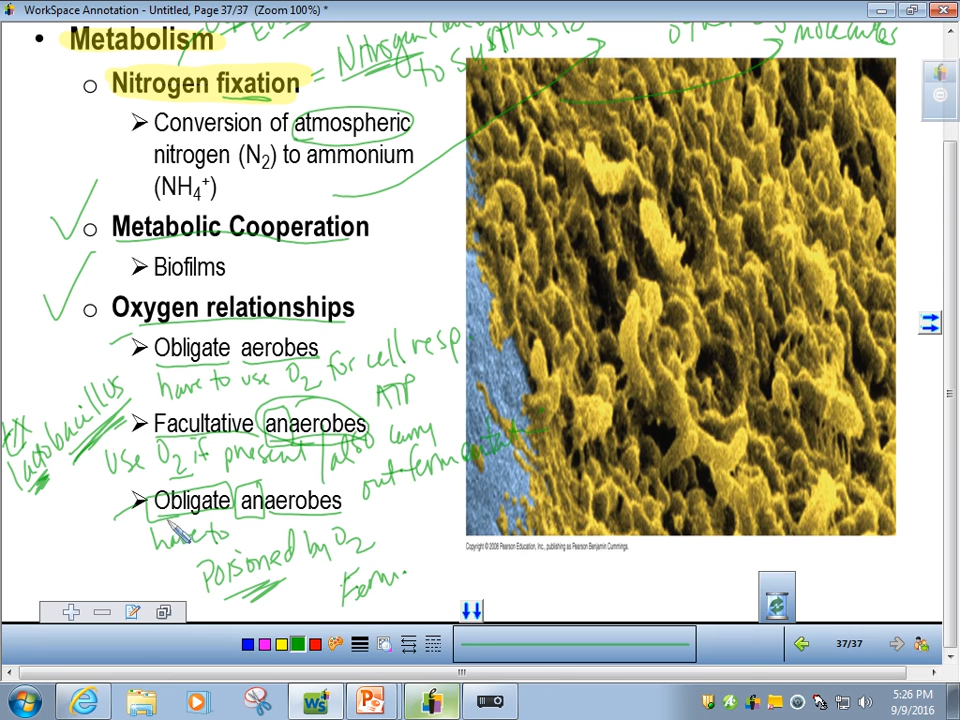 WorkSpace Annotation - Untitled, Page 37/37 (Zoom 100%) *
• Metabolism
o Nitrogen fixation. = Nitrogen
to synthesis
molecules
➢ Conversion of atmospheric
nitrogen (N₂) to ammonium
(NH₄⁺)
o Metabolic Cooperation
➢ Biofilms
o Oxygen relationships
➢ Obligate aerobes
have to use O₂ for cell resp.
ATP
➢ Facultative anaerobes
EX
lactobacillus
use O₂ if present / also carry
out fermentat
➢ Obligate anaerobes
have to
Poisoned by O₂
Ferm.
Copyright © 2008 Pearson Education, Inc., publishing as Pearson Benjamin Cummings.
37/37
5:26 PM
9/9/2016